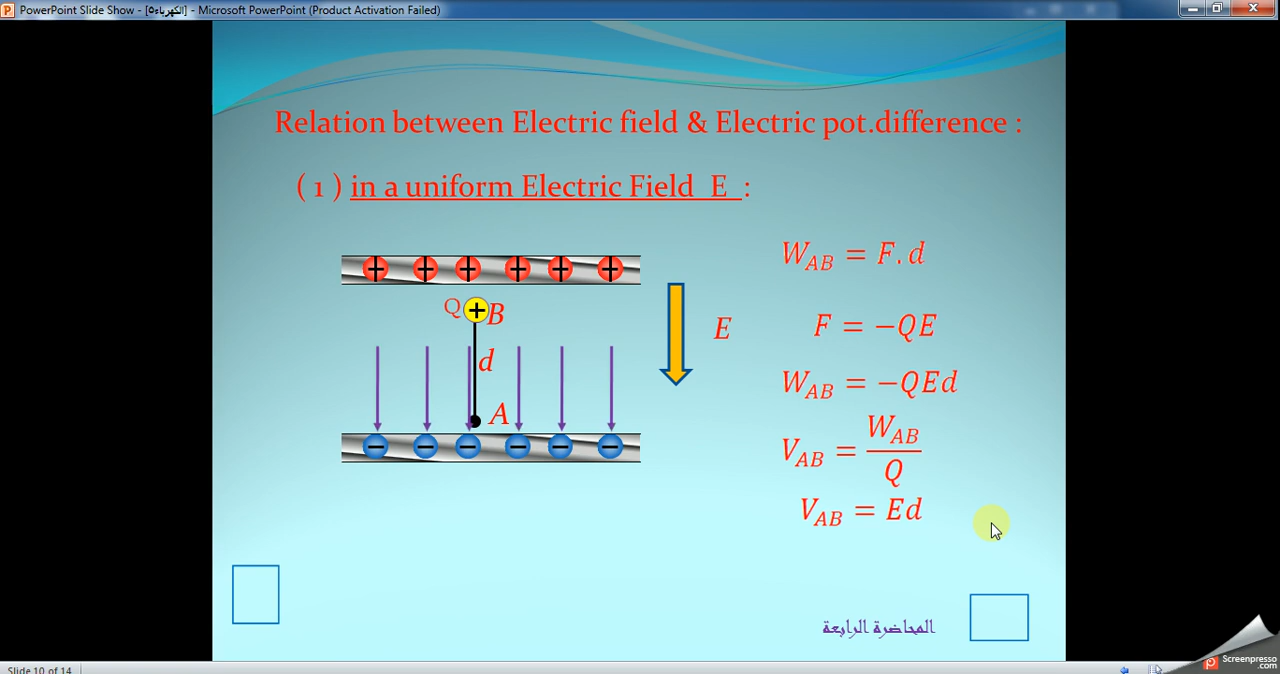 PowerPoint Slide Show - [الكهرباء٥] - Microsoft PowerPoint (Product Activation Failed)
Relation between Electric field & Electric pot.difference :
( 1 ) in a uniform Electric Field E :
+ + + + + +
Q + B
d
A
− − − − − −
E
W_AB = F.d
F = −QE
W_AB = −QEd
V_AB = W_AB / Q
V_AB = Ed
المحاضرة الرابعة
Slide 10 of 14
Screenpresso
.com